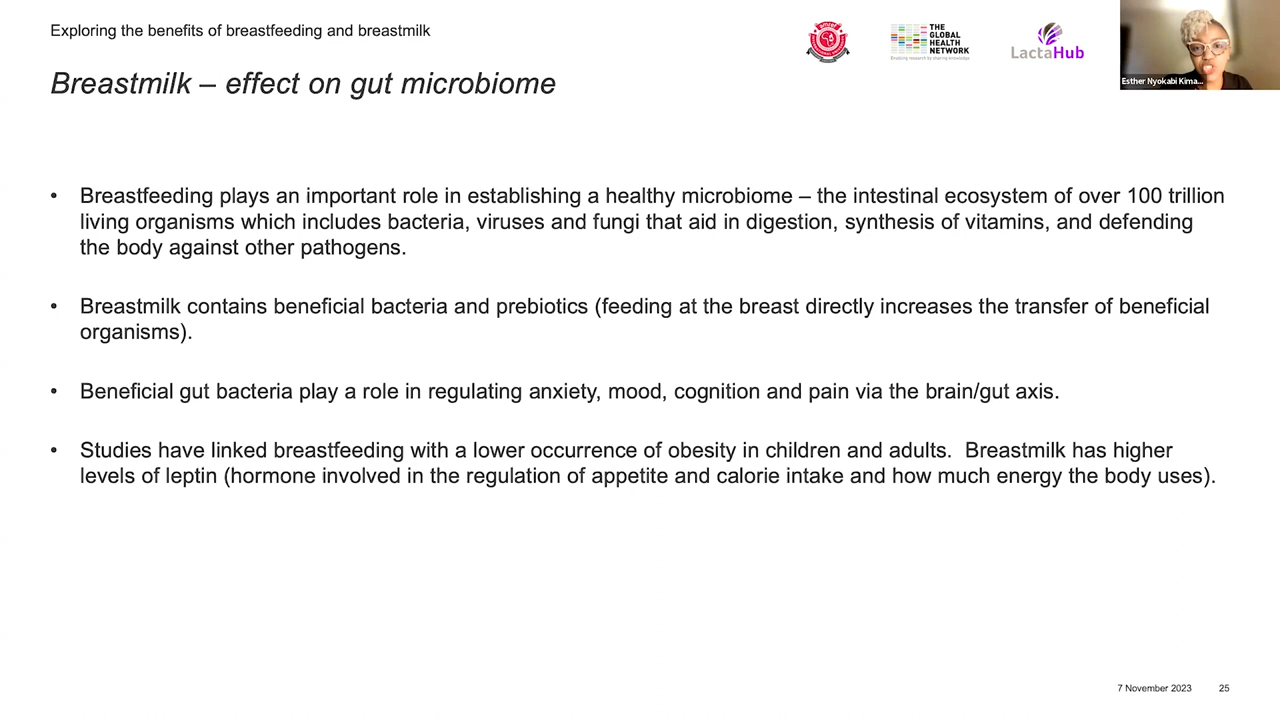 Exploring the benefits of breastfeeding and breastmilk
THE
GLOBAL
HEALTH
NETWORK
Enabling research by sharing knowledge
LactaHub
Esther Nyokabi Kima...
Breastmilk – effect on gut microbiome
• Breastfeeding plays an important role in establishing a healthy microbiome – the intestinal ecosystem of over 100 trillion
living organisms which includes bacteria, viruses and fungi that aid in digestion, synthesis of vitamins, and defending
the body against other pathogens.
• Breastmilk contains beneficial bacteria and prebiotics (feeding at the breast directly increases the transfer of beneficial
organisms).
• Beneficial gut bacteria play a role in regulating anxiety, mood, cognition and pain via the brain/gut axis.
• Studies have linked breastfeeding with a lower occurrence of obesity in children and adults.  Breastmilk has higher
levels of leptin (hormone involved in the regulation of appetite and calorie intake and how much energy the body uses).
7 November 2023
25